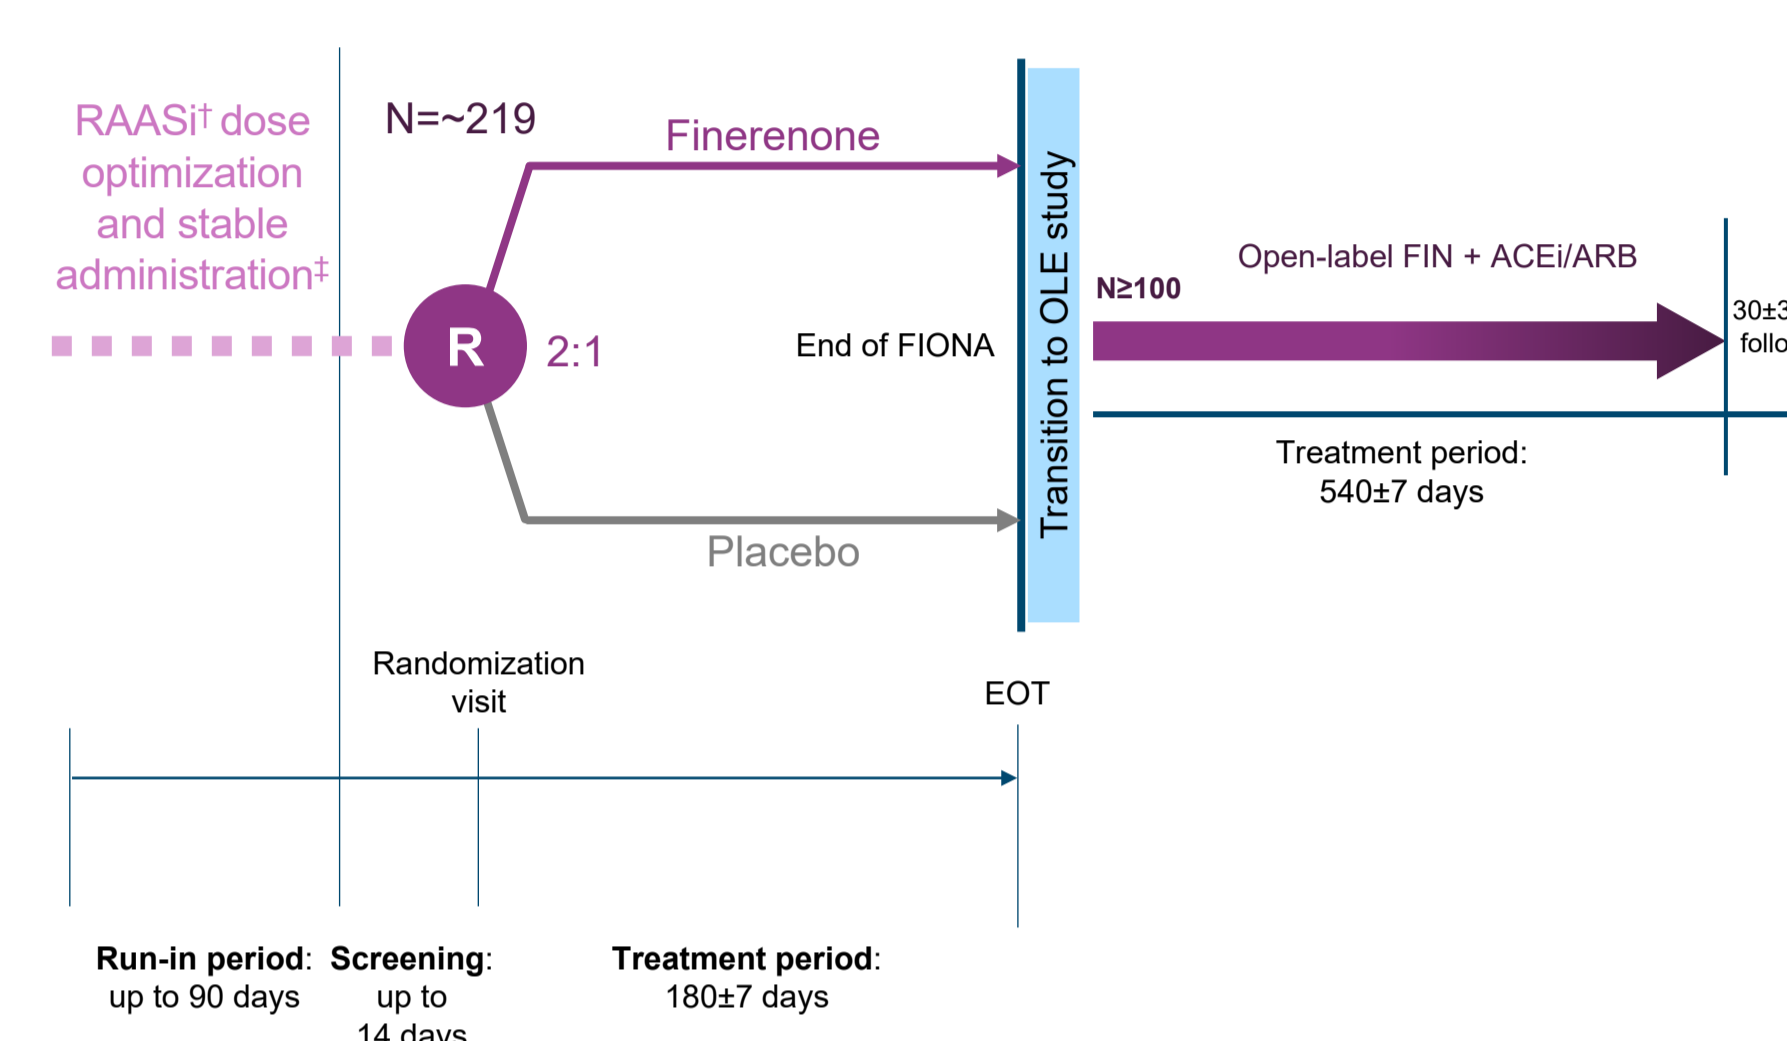 RAASi† dose
optimization
and stable
administration‡
N=~219
Finerenone
R
2:1
End of FIONA
Placebo
Transition to OLE study
N≥100
Open-label FIN + ACEi/ARB
30±3
Treatment period:
540±7 days
Randomization
visit
EOT
Run-in period:
up to 90 days
Screening:
up to
14 days
Treatment period:
180±7 days